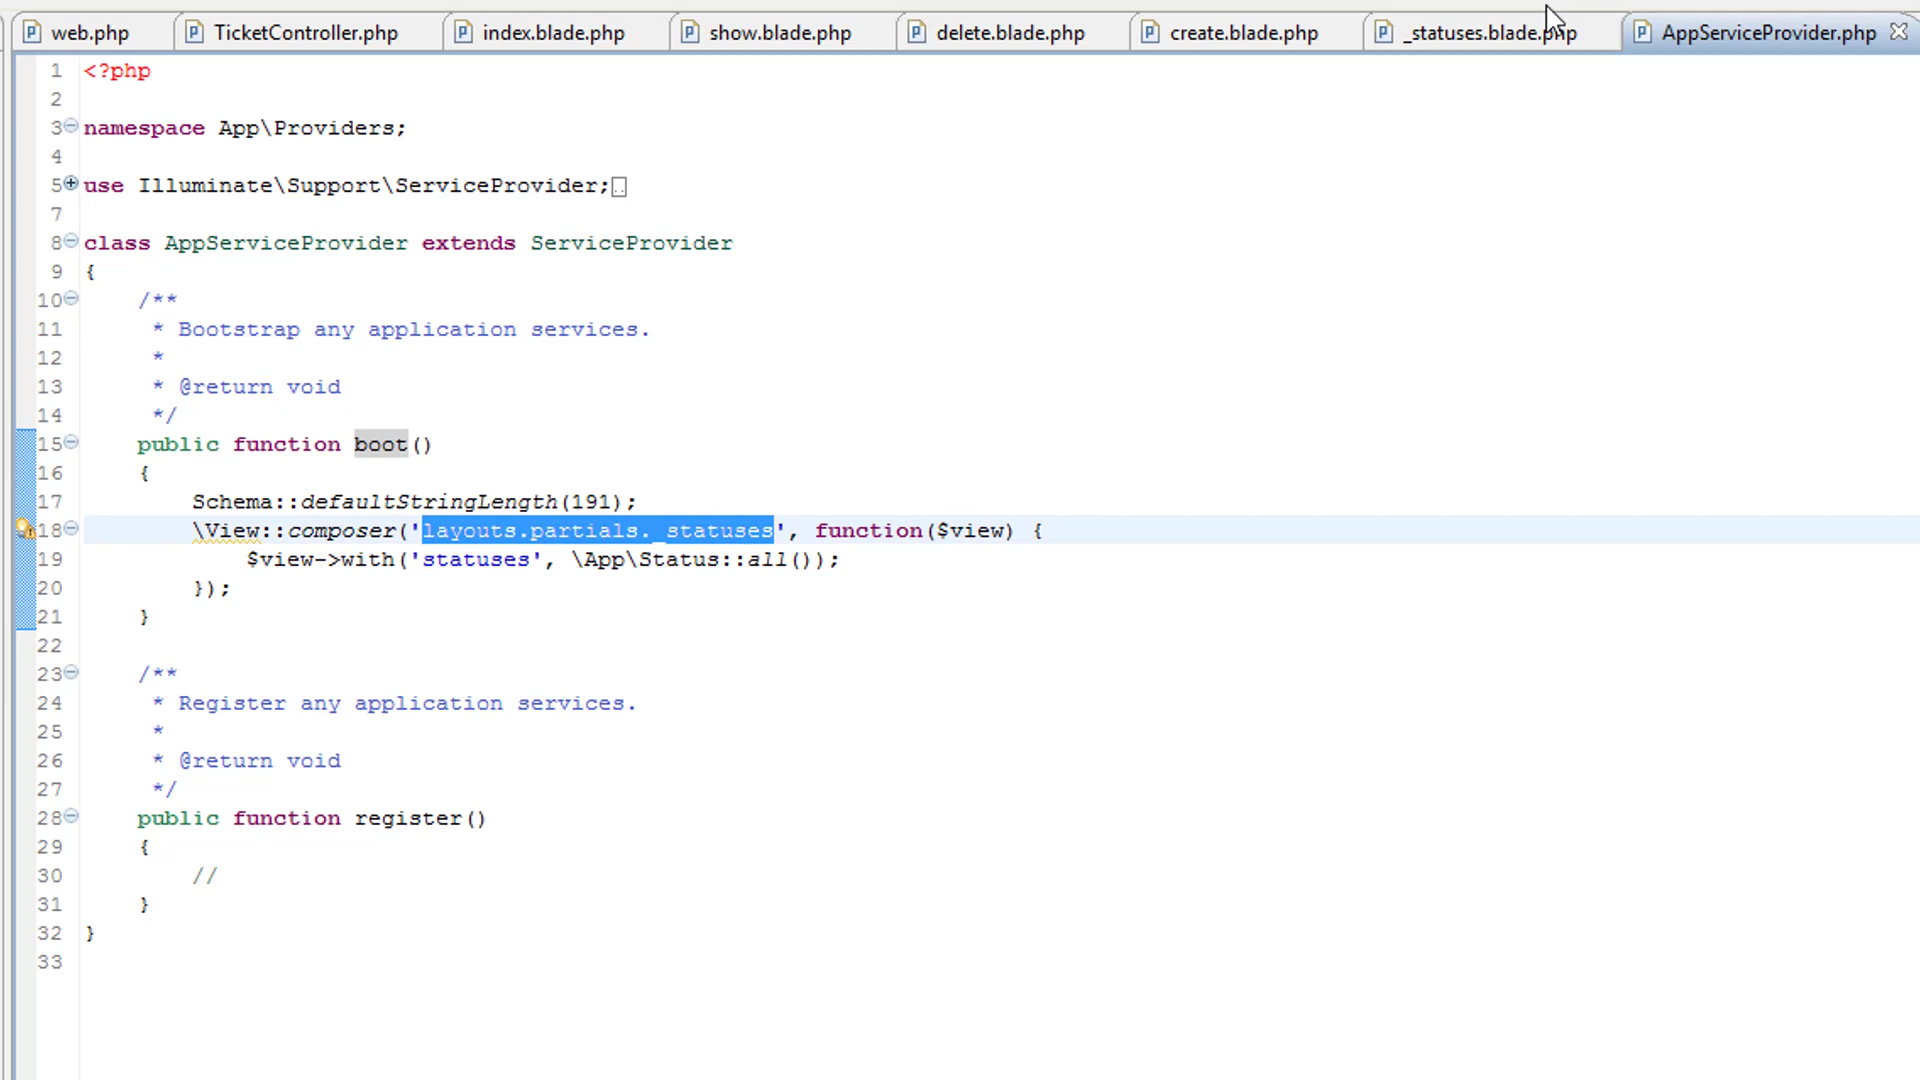 web.php TicketController.php index.blade.php show.blade.php delete.blade.php create.blade.php _statuses.blade.php AppServiceProvider.php
1 <?php
2
3 namespace App\Providers;
4
5 use Illuminate\Support\ServiceProvider;
7
8 class AppServiceProvider extends ServiceProvider
9 {
10     /**
11      * Bootstrap any application services.
12      *
13      * @return void
14      */
15     public function boot()
16     {
17         Schema::defaultStringLength(191);
18         \View::composer('layouts.partials._statuses', function($view) {
19             $view->with('statuses', \App\Status::all());
20         });
21     }
22
23     /**
24      * Register any application services.
25      *
26      * @return void
27      */
28     public function register()
29     {
30         //
31     }
32 }
33